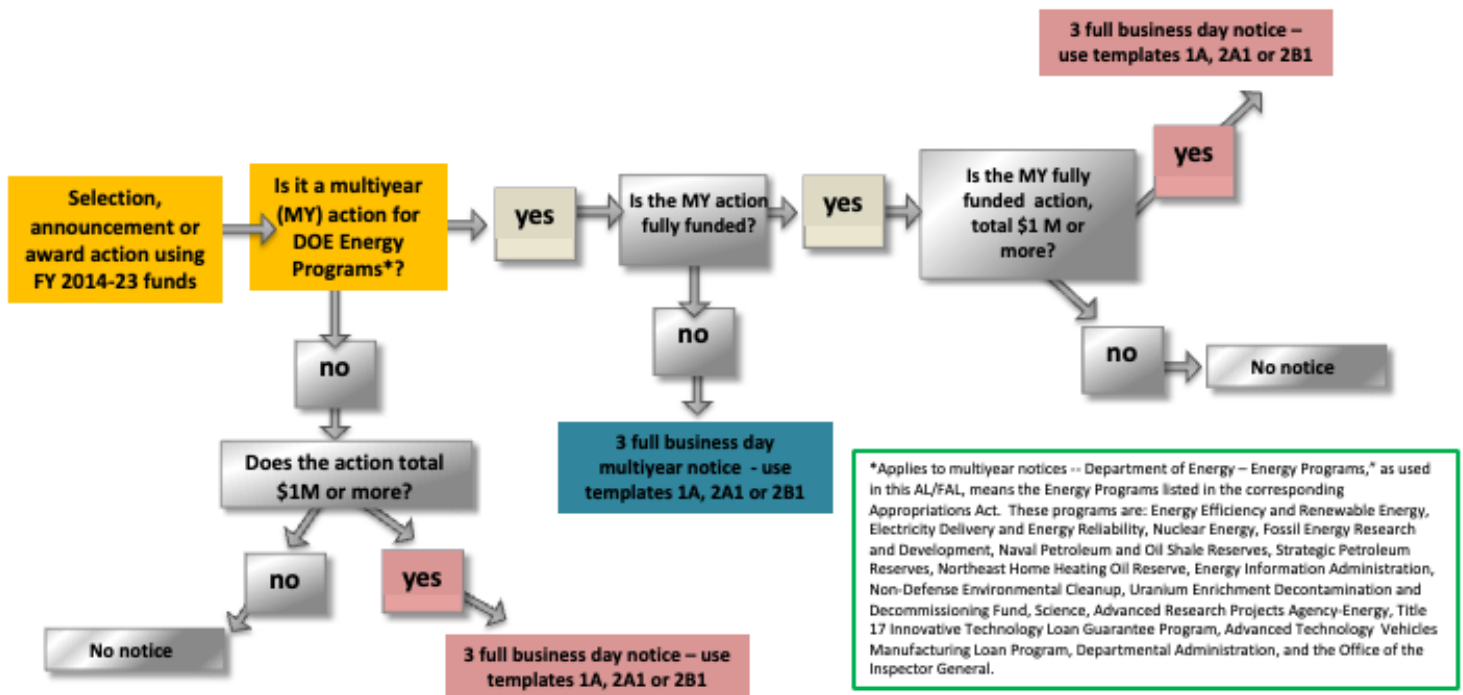 3 full business day notice –
use templates 1A, 2A1 or 2B1
Selection,
announcement or
award action using
FY 2014-23 funds
Is it a multiyear
(MY) action for
DOE Energy
Programs*?
yes
Is the MY action
fully funded?
yes
Is the MY fully
funded action,
total $1 M or
more?
yes
no
no
no
No notice
Does the action total
$1M or more?
3 full business day
multiyear notice - use
templates 1A, 2A1 or 2B1
no
yes
No notice
3 full business day notice – use
templates 1A, 2A1 or 2B1
*Applies to multiyear notices -- Department of Energy – Energy Programs,” as used
in this AL/FAL, means the Energy Programs listed in the corresponding
Appropriations Act. These programs are: Energy Efficiency and Renewable Energy,
Electricity Delivery and Energy Reliability, Nuclear Energy, Fossil Energy Research
and Development, Naval Petroleum and Oil Shale Reserves, Strategic Petroleum
Reserves, Northeast Home Heating Oil Reserve, Energy Information Administration,
Non-Defense Environmental Cleanup, Uranium Enrichment Decontamination and
Decommissioning Fund, Science, Advanced Research Projects Agency-Energy, Title
17 Innovative Technology Loan Guarantee Program, Advanced Technology Vehicles
Manufacturing Loan Program, Departmental Administration, and the Office of the
Inspector General.